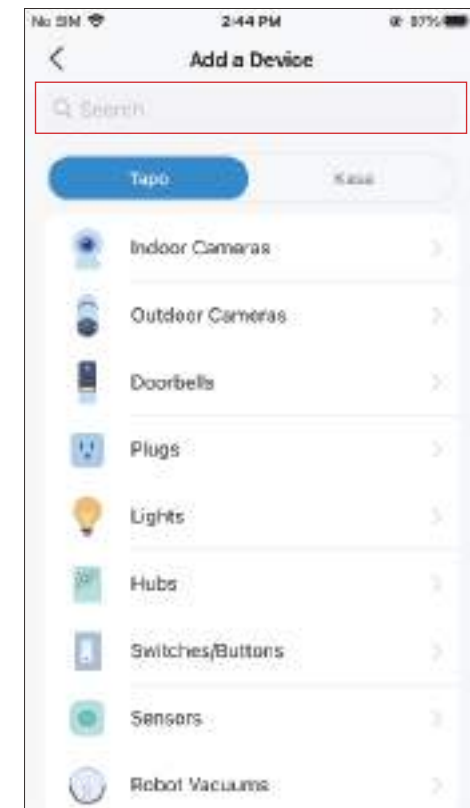 No SIM 2:44 PM 87%
Add a Device
Search
Tapo Kasa
Indoor Cameras
Outdoor Cameras
Doorbells
Plugs
Lights
Hubs
Switches/Buttons
Sensors
Robot Vacuums